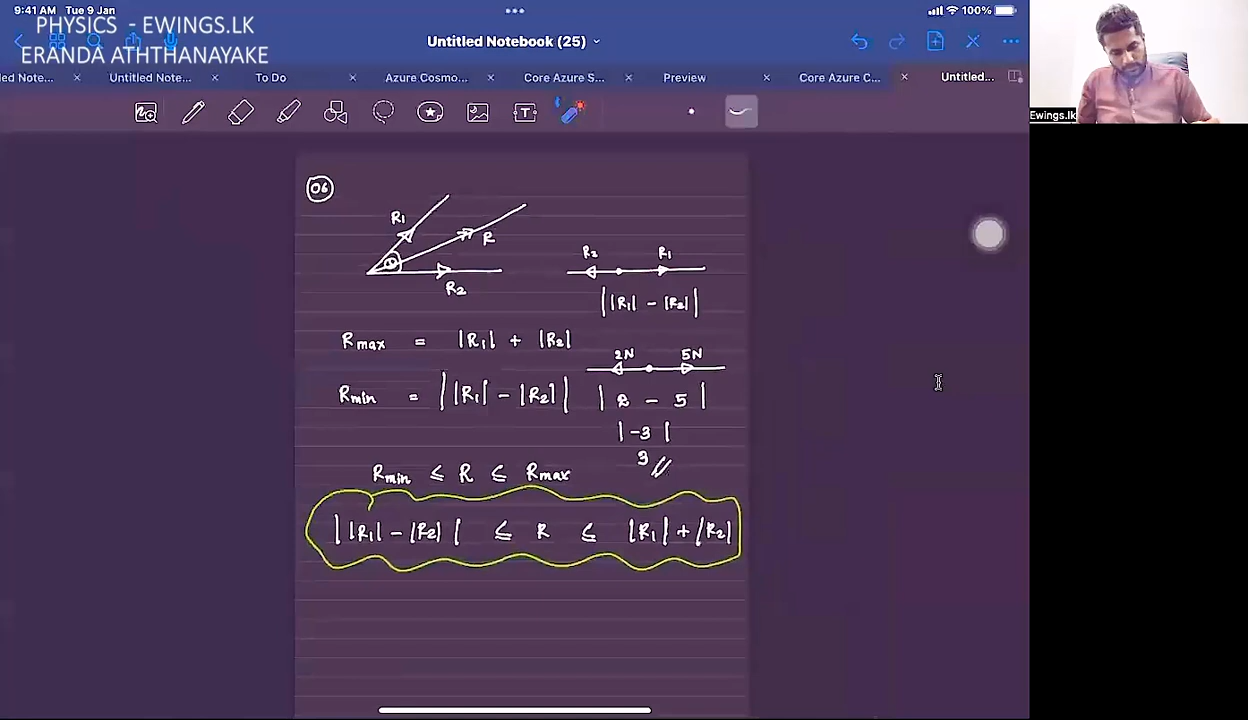 9:41 AM Tue 9 Jan
100%
PHYSICS - EWINGS.LK
ERANDA ATHTHANAYAKE
Untitled Notebook (25)
led Note...
Untitled Note...
To Do
Azure Cosmo...
Core Azure S...
Preview
Core Azure C...
Untitled...
Ewings.lk
06
R1
R
R2
R2 R1
||R1| - |R2||
Rmax = |R1| + |R2|
2N 5N
Rmin = ||R1| - |R2||
|2 - 5|
|-3|
3 //
Rmin ≤ R ≤ Rmax
||R1| - |R2|| ≤ R ≤ |R1| + |R2|